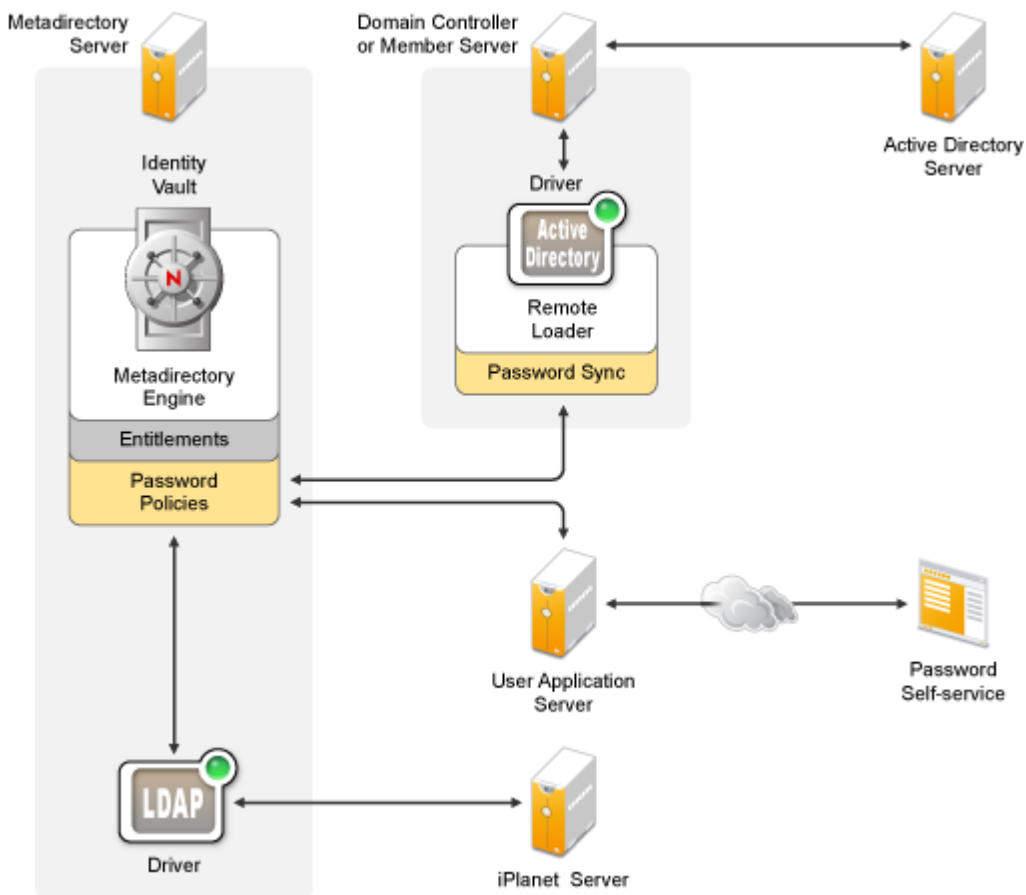 Metadirectory
Server
Domain Controller
or Member Server
Active Directory
Server
Identity
Vault
N
Metadirectory
Engine
Entitlements
Password
Policies
Driver
Active
Directory
Remote
Loader
Password Sync
User Application
Server
Password
Self-service
LDAP
Driver
iPlanet Server